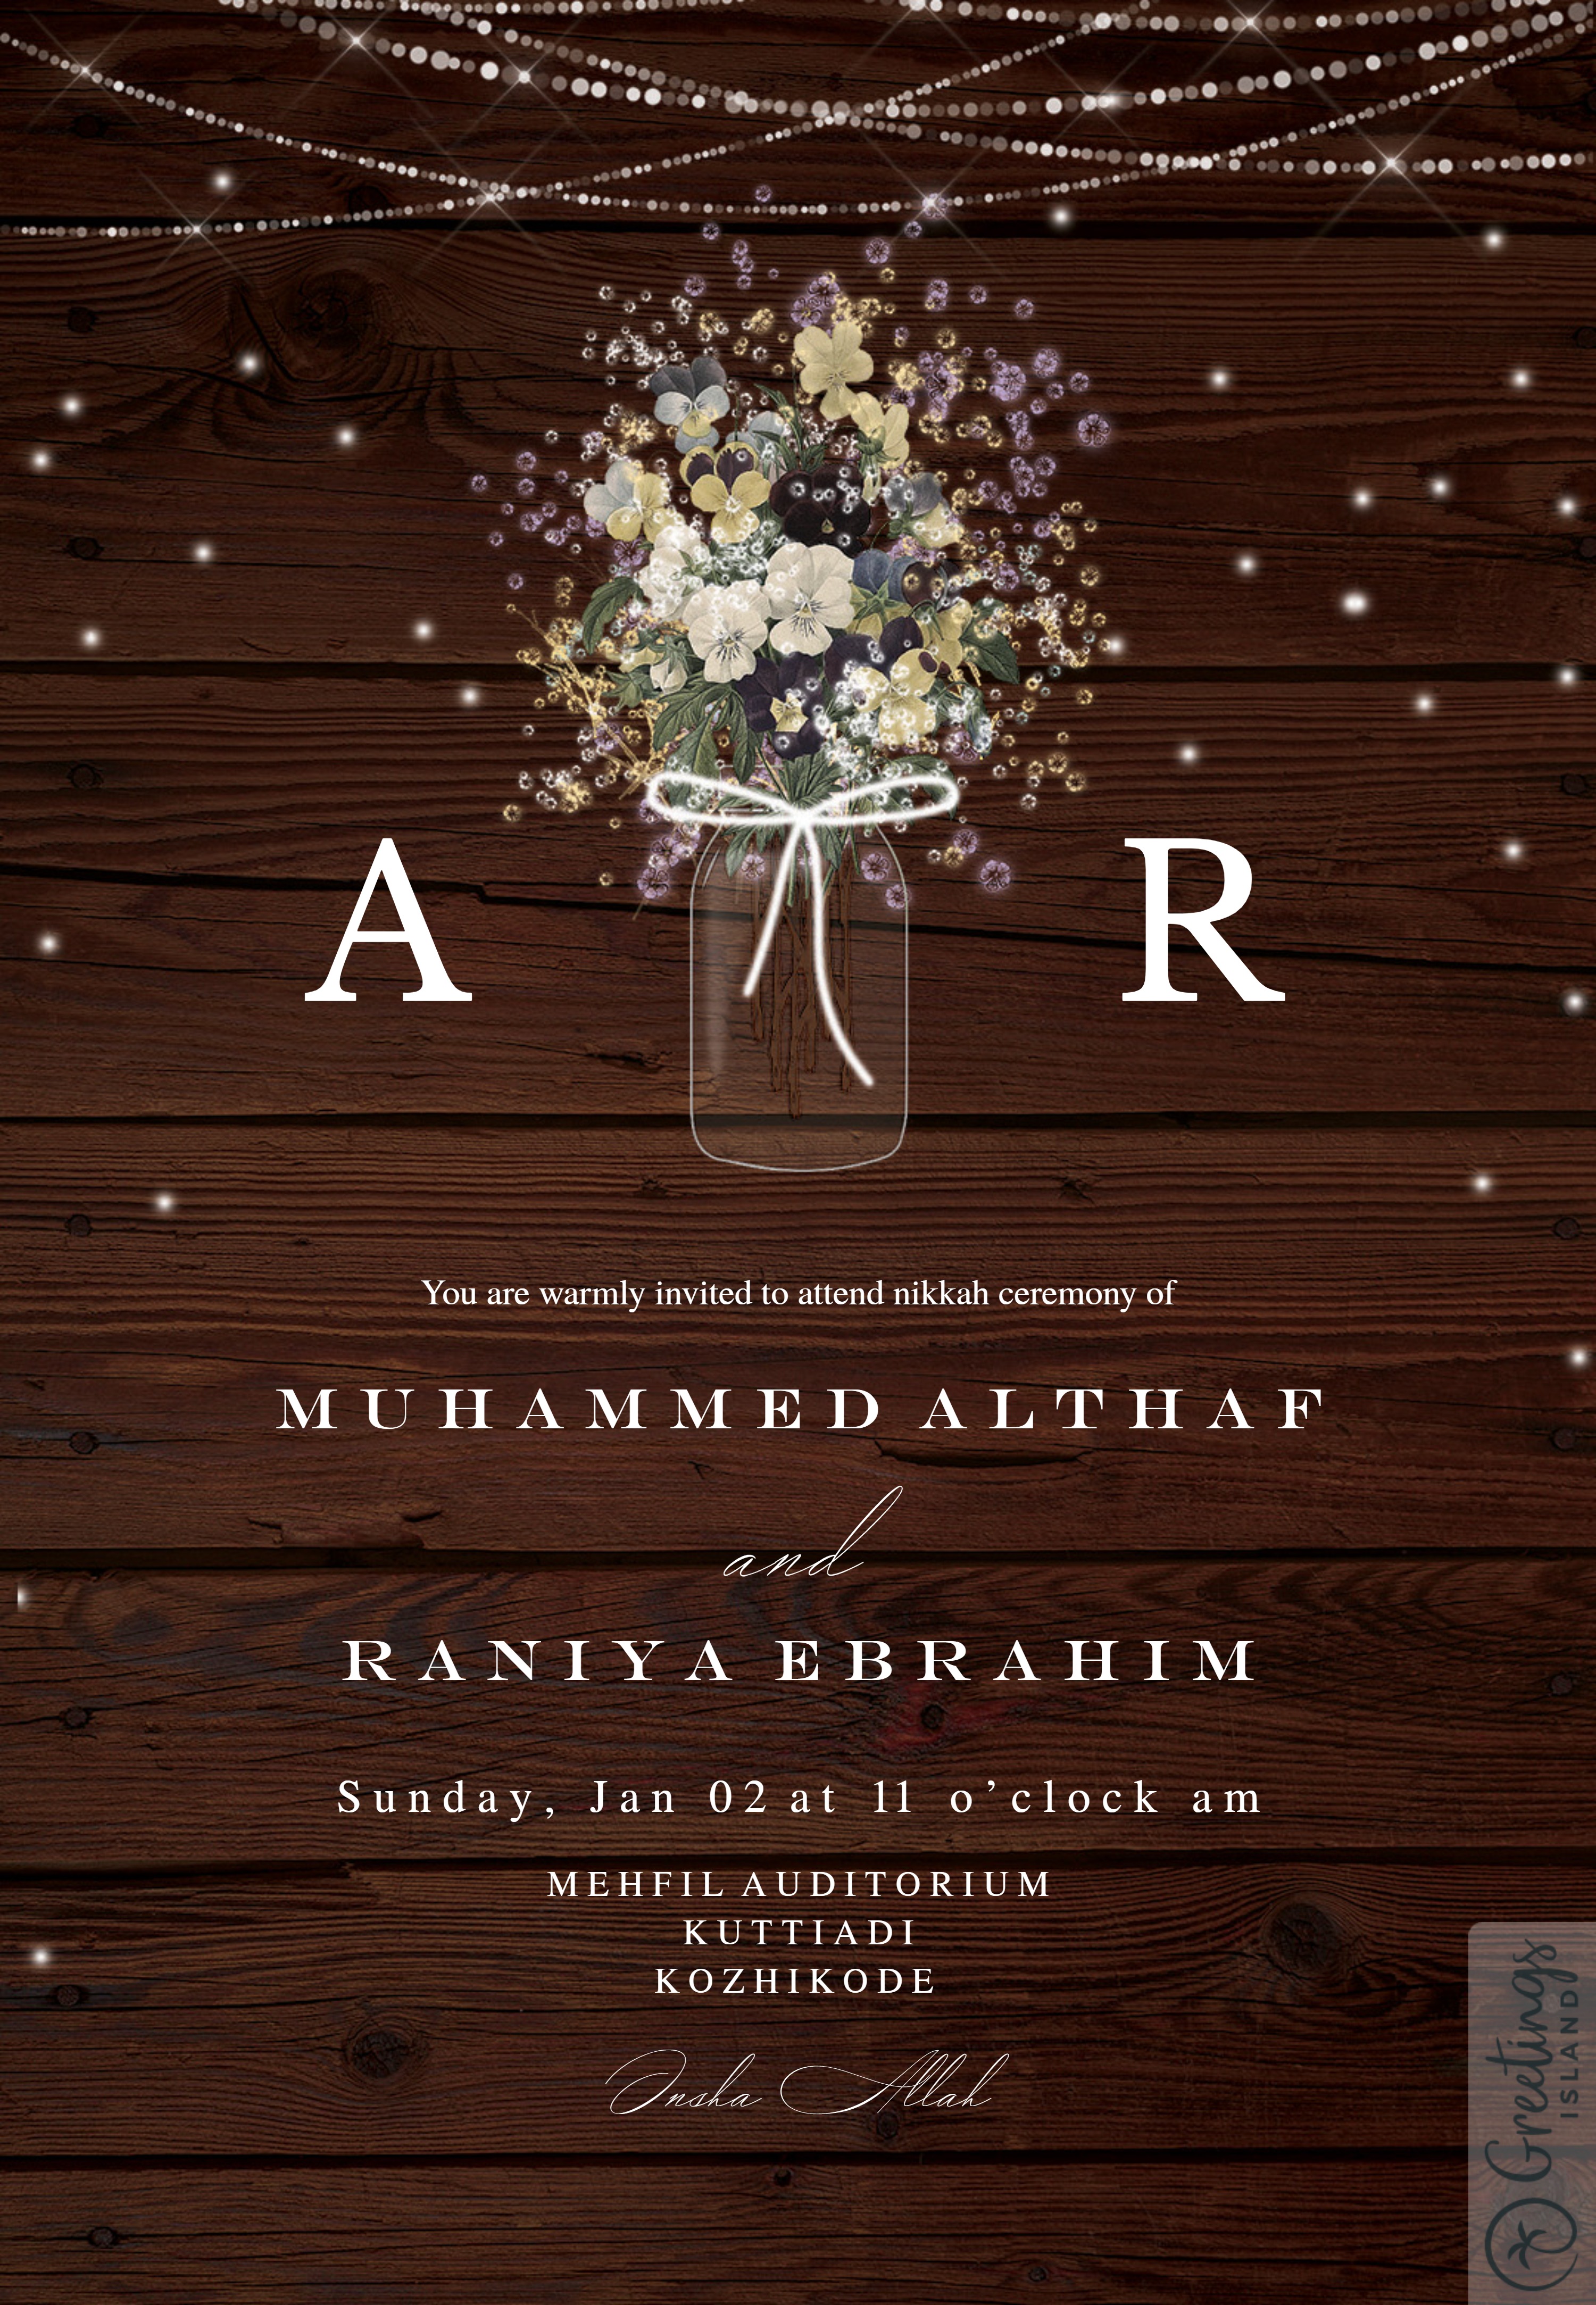 A R
You are warmly invited to attend nikkah ceremony of
MUHAMMED ALTHAF
and
RANIYA EBRAHIM
Sunday, Jan 02 at 11 o’clock am
MEHFIL AUDITORIUM
KUTTIADI
KOZHIKODE
Insha Allah
Greetings
ISLAND